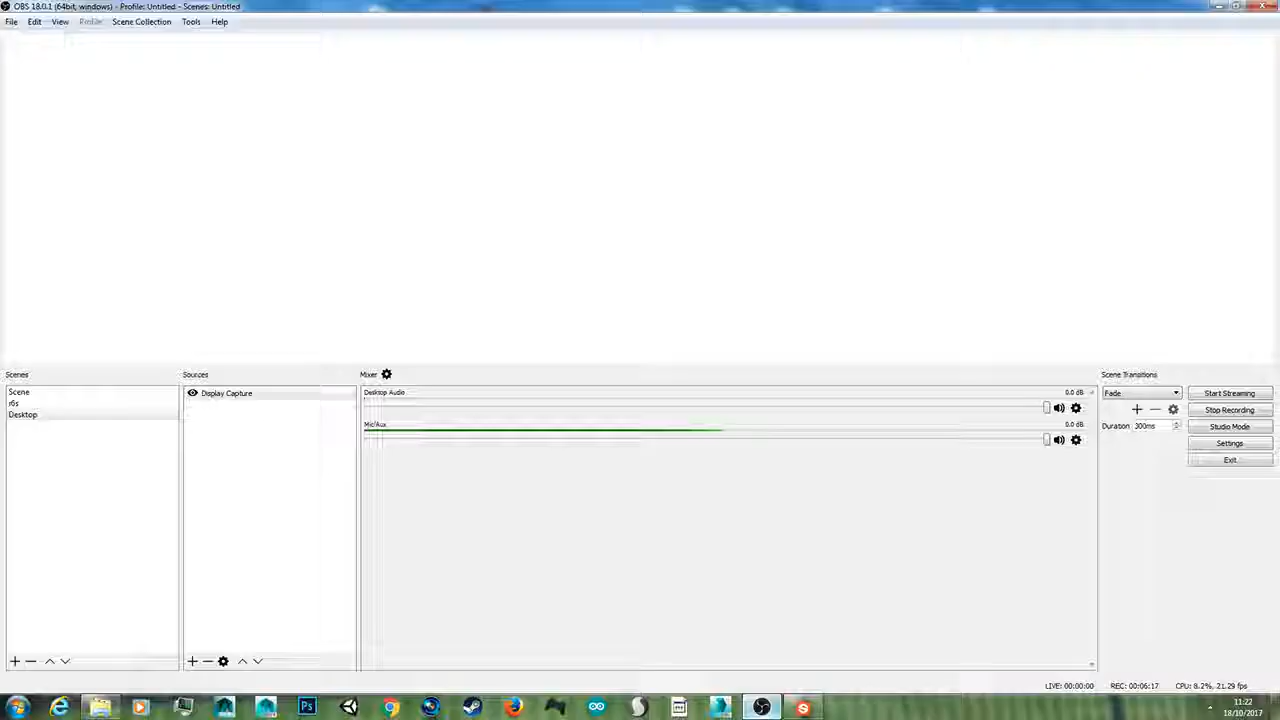 OBS 18.0.1 (64bit, windows) - Profile: Untitled - Scenes: Untitled
File Edit View Profile Scene Collection Tools Help
Scenes Sources Mixer Scene Transitions
Scene
r6s
Desktop
Display Capture
Desktop Audio 0.0 dB
Mic/Aux 0.0 dB
Fade
Duration 300ms
Start Streaming
Stop Recording
Studio Mode
Settings
Exit
LIVE: 00:00:00 REC: 00:06:17 CPU: 8.2%, 21.29 fps
Ps
S
11:22
18/10/2017